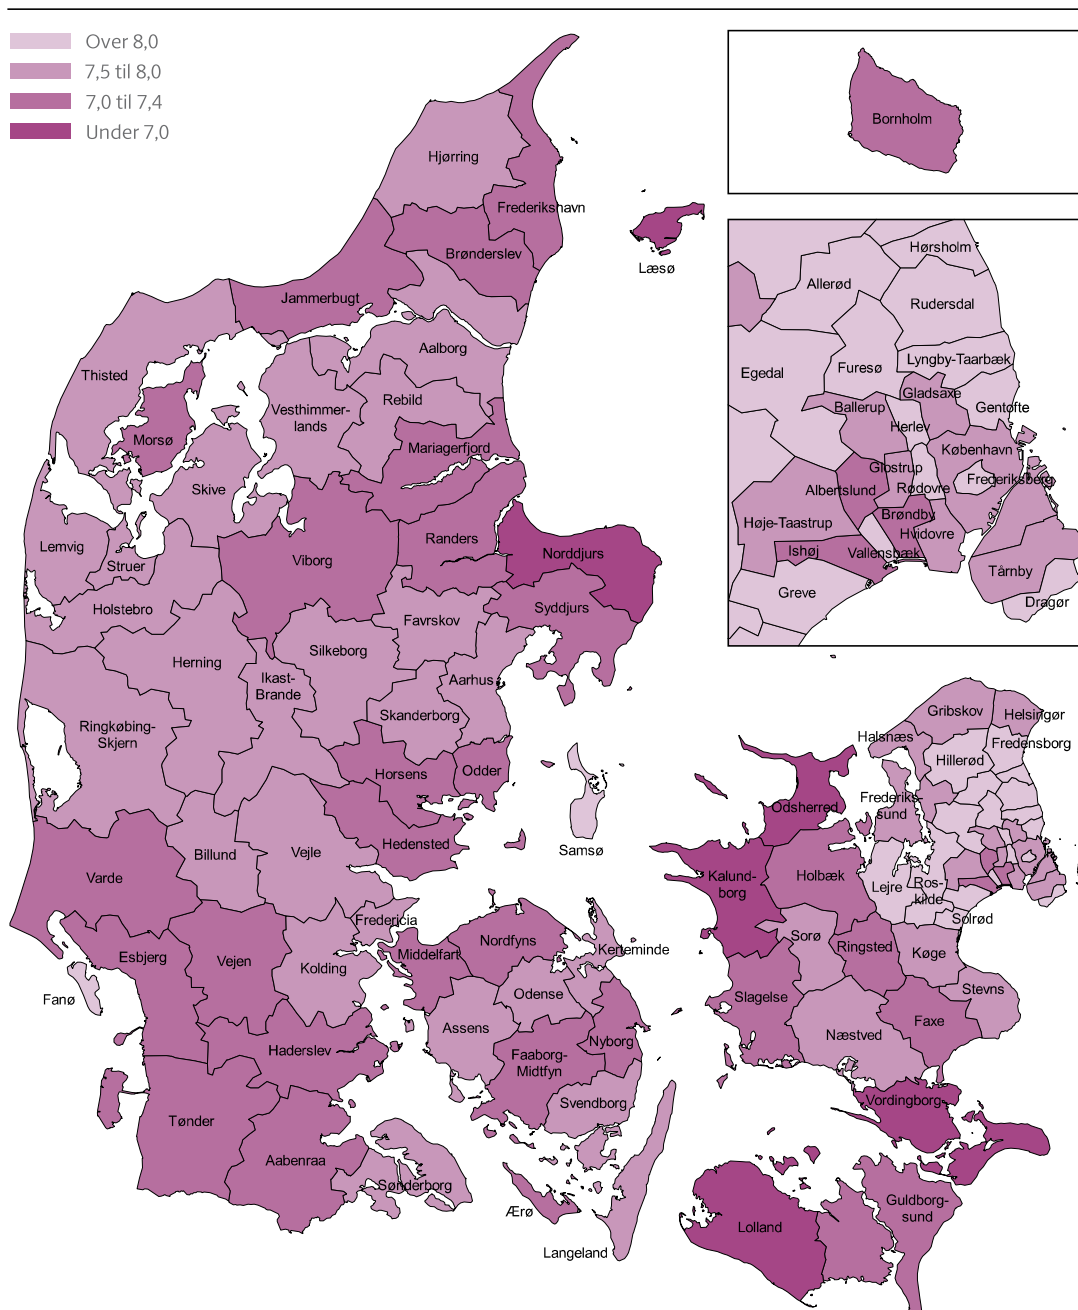 Over 8,0
7,5 til 8,0
7,0 til 7,4
Under 7,0
Bornholm
Hjørring
Frederikshavn
Brønderslev
Læsø
Jammerbugt
Aalborg
Thisted
Rebild
Vesthimmer-
lands
Morsø
Mariagerfjord
Skive
Lemvig
Struer
Viborg
Randers
Norddjurs
Holstebro
Syddjurs
Favrskov
Silkeborg
Herning
Ikast-
Brande
Aarhus
Skanderborg
Ringkøbing-
Skjern
Horsens
Odder
Hedensted
Samsø
Billund
Vejle
Varde
Fredericia
Esbjerg
Vejen
Kolding
Fanø
Middelfart
Nordfyns
Kerteminde
Odense
Assens
Haderslev
Faaborg-
Midtfyn
Nyborg
Svendborg
Tønder
Aabenraa
Sønderborg
Ærø
Langeland
Hørsholm
Allerød
Rudersdal
Lyngby-Taarbæk
Egedal
Furesø
Gladsaxe
Ballerup
Gentofte
Herlev
København
Glostrup
Frederiksberg
Albertslund
Rødovre
Brøndby
Høje-Taastrup
Hvidovre
Ishøj
Vallensbæk
Tårnby
Greve
Dragør
Gribskov
Helsingør
Halsnæs
Fredensborg
Hillerød
Frederiks-
sund
Odsherred
Kalund-
borg
Holbæk
Lejre
Ros-
kilde
Solrød
Sorø
Ringsted
Køge
Stevns
Slagelse
Faxe
Næstved
Vordingborg
Guldborg-
sund
Lolland